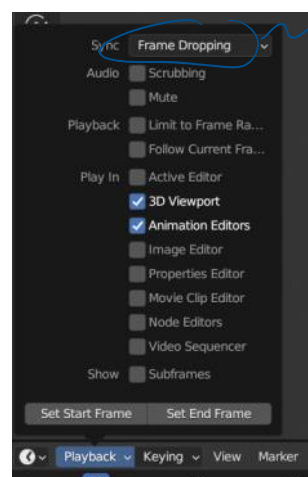 Sync Frame Dropping
Audio Scrubbing
Mute
Playback Limit to Frame Ra...
Follow Current Fra...
Play In Active Editor
3D Viewport
Animation Editors
Image Editor
Properties Editor
Movie Clip Editor
Node Editors
Video Sequencer
Show Subframes
Set Start Frame Set End Frame
Playback Keying View Marker